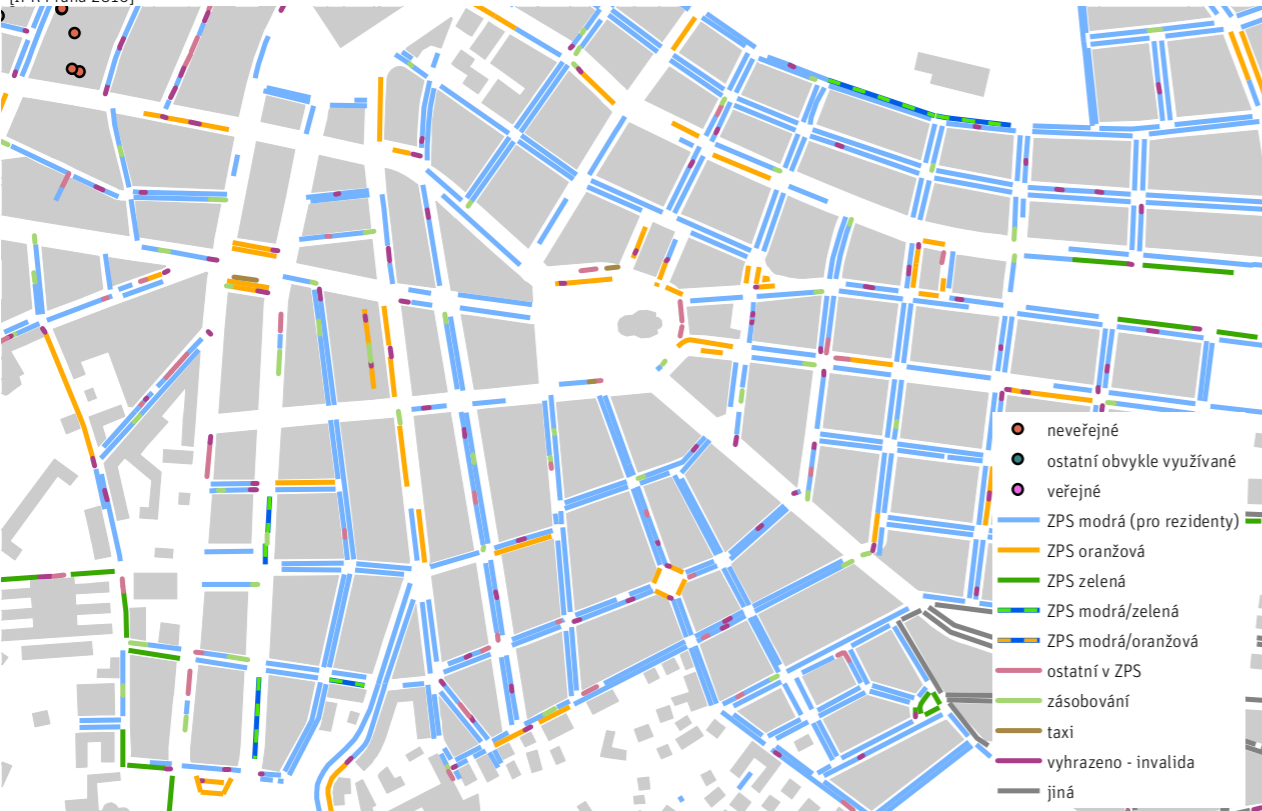 neveřejné
ostatní obvykle využívané
veřejné
ZPS modrá (pro rezidenty)
ZPS oranžová
ZPS zelená
ZPS modrá/zelená
ZPS modrá/oranžová
ostatní v ZPS
zásobování
taxi
vyhrazeno - invalida
jiná